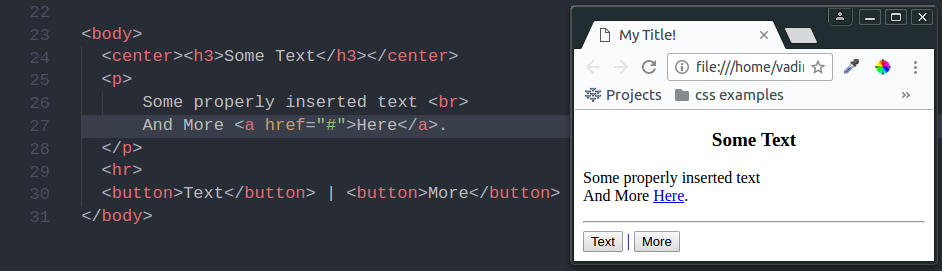 22
23 <body>
24 <center><h3>Some Text</h3></center>
25 <p>
26 Some properly inserted text <br>
27 And More <a href="#">Here</a>.
28 </p>
29 <hr>
30 <button>Text</button> | <button>More</button>
31 </body>
My Title!
file:///home/vadi
Projects css examples »
Some Text
Some properly inserted text
And More Here.
Text | More